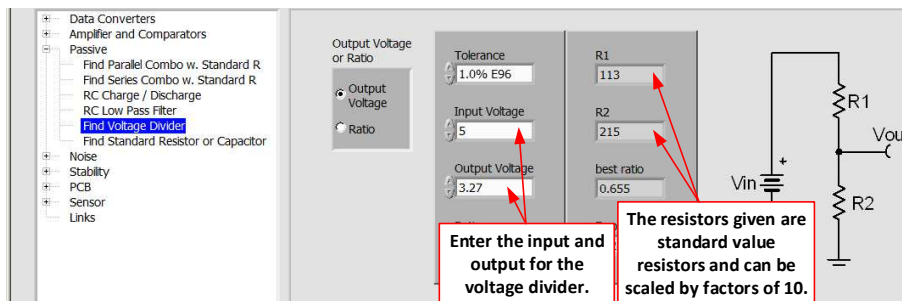 Data Converters
Amplifier and Comparators
Passive
Find Parallel Combo w. Standard R
Find Series Combo w. Standard R
RC Charge / Discharge
RC Low Pass Filter
Find Voltage Divider
Find Standard Resistor or Capacitor
Noise
Stability
PCB
Sensor
Links
Output Voltage
or Ratio
Output
Voltage
Ratio
Tolerance
1.0% E96
Input Voltage
5
Output Voltage
3.27
R1
113
R2
215
best ratio
0.655
Enter the input and
output for the
voltage divider.
The resistors given are
standard value
resistors and can be
scaled by factors of 10.
Vin
+
R1
Vou
R2